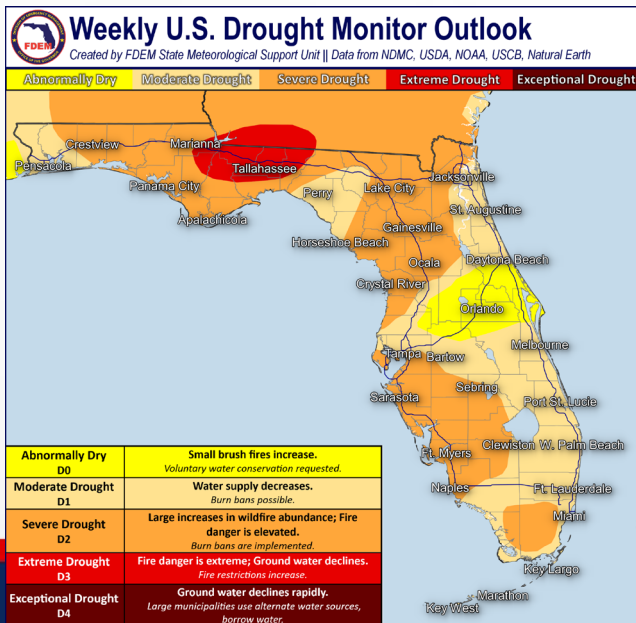 FDEM
Weekly U.S. Drought Monitor Outlook
Created by FDEM State Meteorological Support Unit || Data from NDMC, USDA, NOAA, USCB, Natural Earth
Abnormally Dry Moderate Drought Severe Drought Extreme Drought Exceptional Drought
Crestview
Marianna
Pensacola
Tallahassee
Panama City
Perry
Lake City
Jacksonville
Apalachicola
St. Augustine
Gainesville
Horseshoe Beach
Ocala
Daytona Beach
Crystal River
Orlando
Melbourne
Tampa
Bartow
Sebring
Sarasota
Port St. Lucie
Ft. Myers
Clewiston
W. Palm Beach
Naples
Ft. Lauderdale
Miami
Key Largo
Marathon
Key West
Abnormally Dry
D0
Small brush fires increase.
Voluntary water conservation requested.
Moderate Drought
D1
Water supply decreases.
Burn bans possible.
Severe Drought
D2
Large increases in wildfire abundance; Fire
danger is elevated.
Burn bans are implemented.
Extreme Drought
D3
Fire danger is extreme; Ground water declines.
Fire restrictions increase.
Exceptional Drought
D4
Ground water declines rapidly.
Large municipalities use alternate water sources,
borrow water.